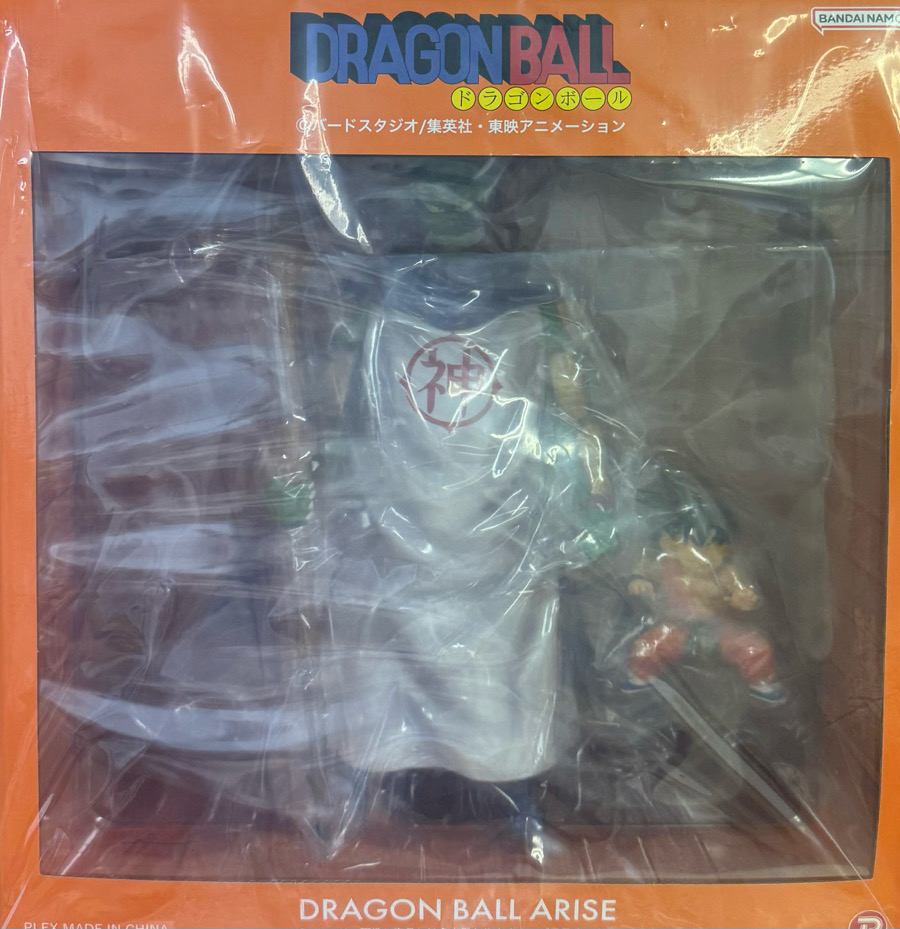 BANDAI NAMCO
DRAGON BALL
ドラゴンボール
©バードスタジオ/集英社・東映アニメーション
神
DRAGON BALL ARISE
PLEX MADE IN CHINA